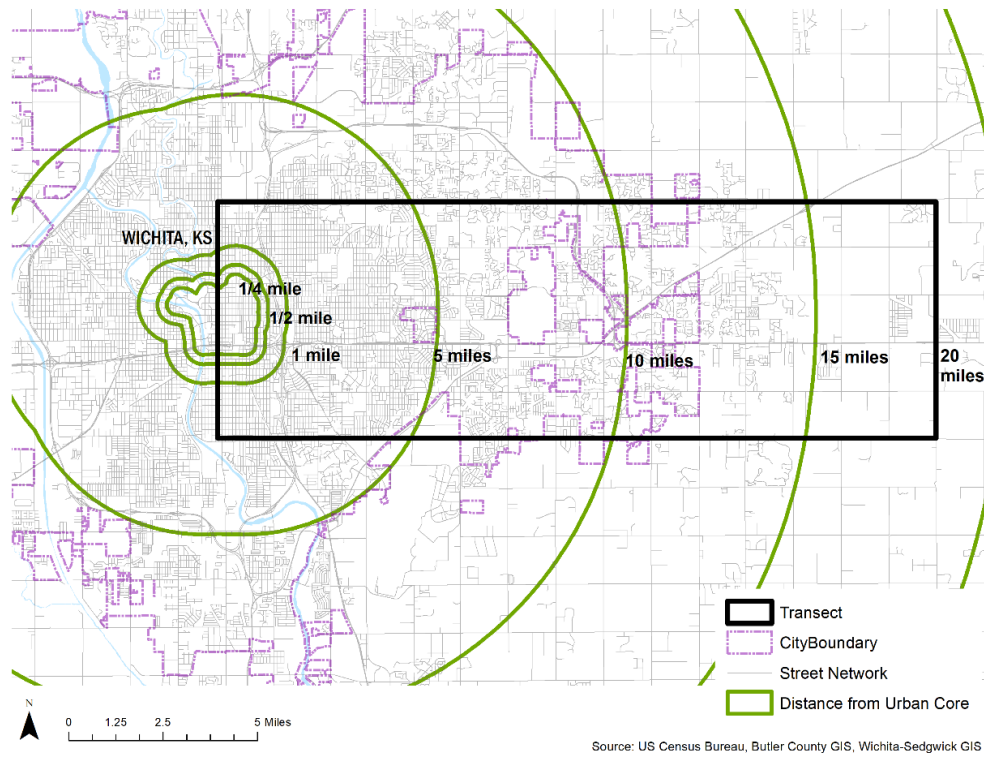 WICHITA, KS
1/4 mile
1/2 mile
1 mile
5 miles
10 miles
15 miles
20
miles
Transect
CityBoundary
Street Network
Distance from Urban Core
N
0 1.25 2.5 5 Miles
Source: US Census Bureau, Butler County GIS, Wichita-Sedgwick GIS